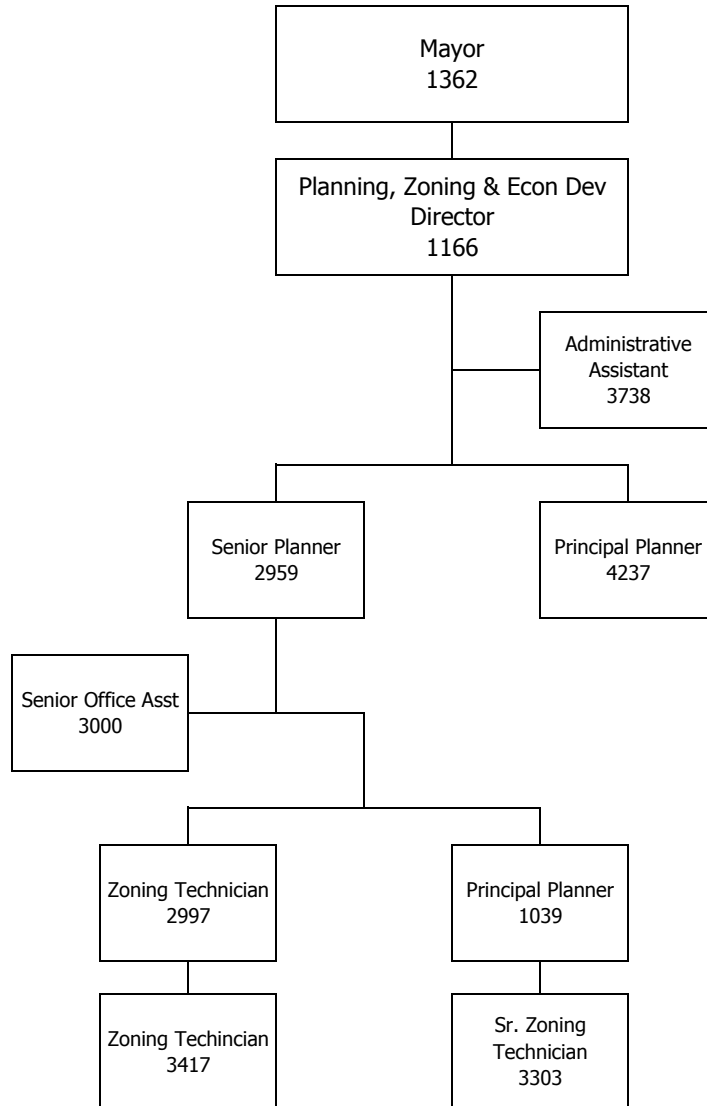 Mayor
1362
Planning, Zoning & Econ Dev
Director
1166
Administrative
Assistant
3738
Senior Planner
2959
Principal Planner
4237
Senior Office Asst
3000
Zoning Technician
2997
Principal Planner
1039
Zoning Techincian
3417
Sr. Zoning
Technician
3303